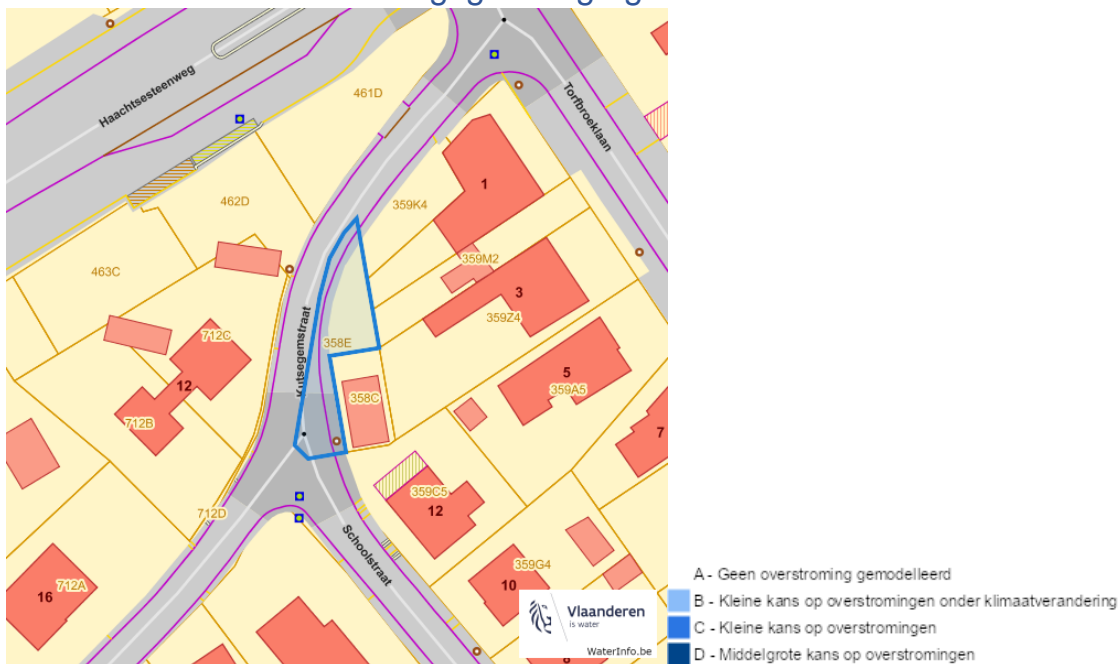 Haachtsesteenweg
Torfbroeklaan
461D
462D
463C
1
359K4
359M2
3
359Z4
358E
Kutsegemstraat
712C
12
712B
358C
5
359A5
7
712D
359C5
12
Schoolstraat
359G4
10
16
712A
8
Vlaanderen
is water
WaterInfo.be
A - Geen overstroming gemodelleerd
B - Kleine kans op overstromingen onder klimaatverandering
C - Kleine kans op overstromingen
D - Middelgrote kans op overstromingen